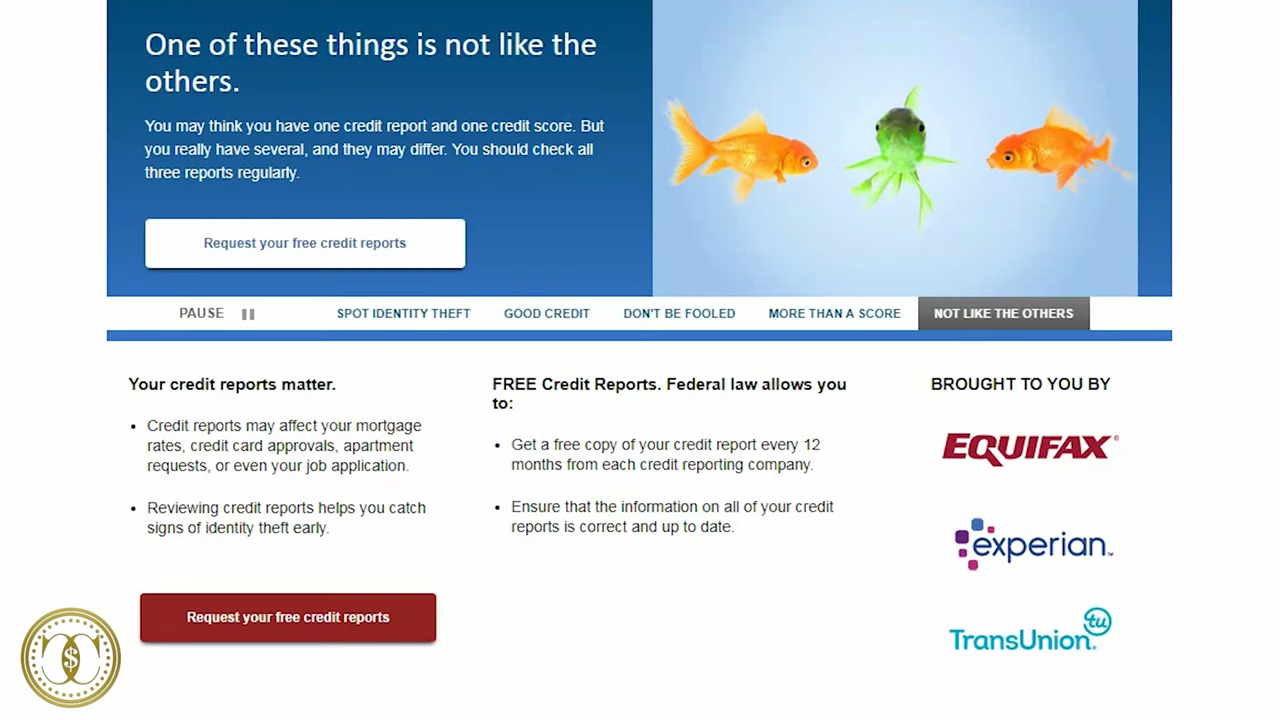 One of these things is not like the
others.
You may think you have one credit report and one credit score. But
you really have several, and they may differ. You should check all
three reports regularly.
Request your free credit reports
PAUSE
SPOT IDENTITY THEFT
GOOD CREDIT
DON'T BE FOOLED
MORE THAN A SCORE
NOT LIKE THE OTHERS
Your credit reports matter.
• Credit reports may affect your mortgage
rates, credit card approvals, apartment
requests, or even your job application.
• Reviewing credit reports helps you catch
signs of identity theft early.
Request your free credit reports
FREE Credit Reports. Federal law allows you
to:
• Get a free copy of your credit report every 12
months from each credit reporting company.
• Ensure that the information on all of your credit
reports is correct and up to date.
BROUGHT TO YOU BY
EQUIFAX®
experian™
TransUnion®
tu
CC
$